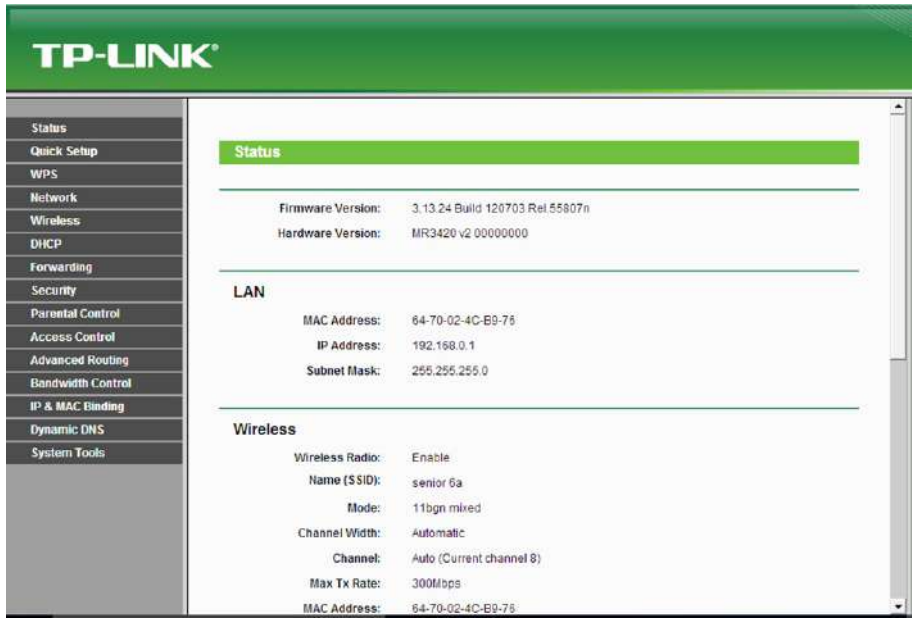 TP-LINK®
Status
Quick Setup
WPS
Network
Wireless
DHCP
Forwarding
Security
Parental Control
Access Control
Advanced Routing
Bandwidth Control
IP & MAC Binding
Dynamic DNS
System Tools
Status
Firmware Version: 3.13.24 Build 120703 Rel.55807n
Hardware Version: MR3420 v2 00000000
LAN
MAC Address: 64-70-02-4C-B9-76
IP Address: 192.168.0.1
Subnet Mask: 255.255.255.0
Wireless
Wireless Radio: Enable
Name (SSID): senior 6a
Mode: 11bgn mixed
Channel Width: Automatic
Channel: Auto (Current channel 8)
Max Tx Rate: 300Mbps
MAC Address: 64-70-02-4C-B9-76